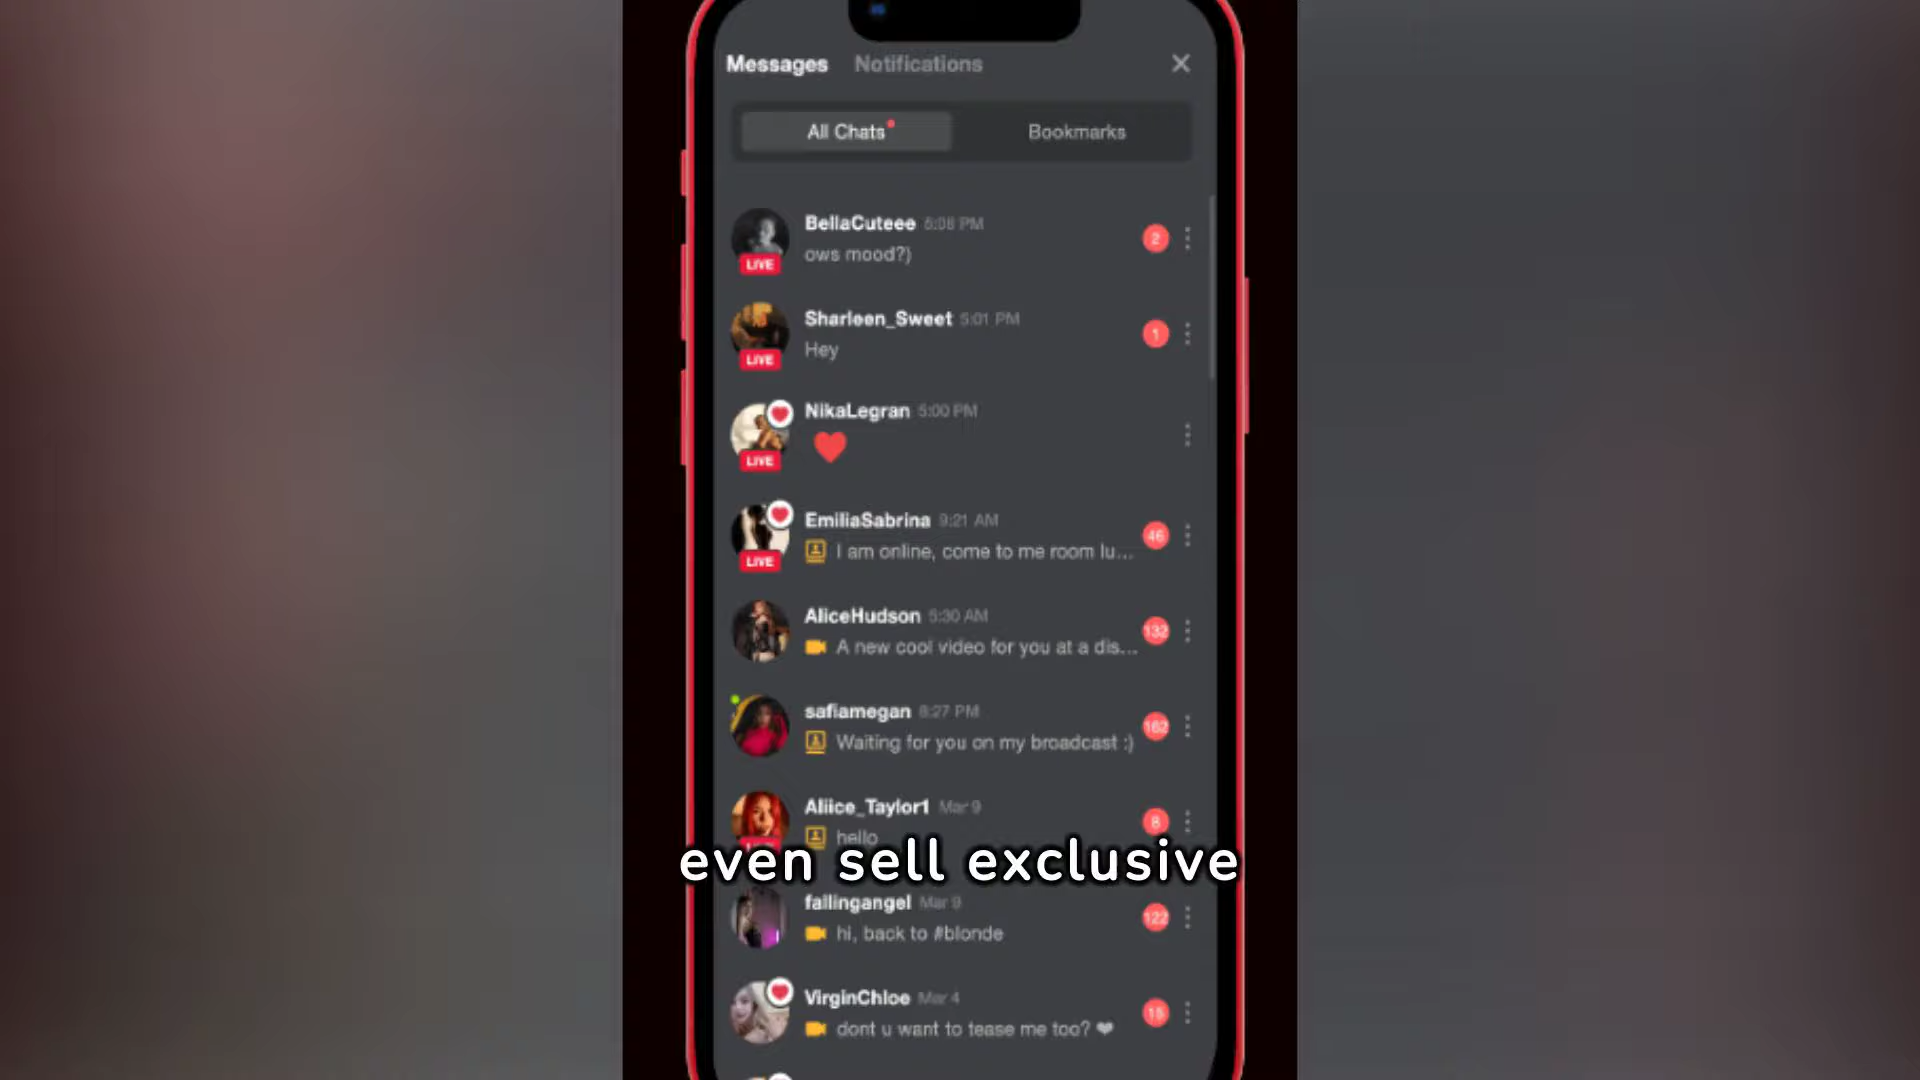 Messages Notifications
All Chats Bookmarks
BellaCuteee 5:08 PM
ows mood?)
2
LIVE
Sharleen_Sweet 5:01 PM
Hey
1
LIVE
NikaLegran 5:00 PM
LIVE
EmiliaSabrina 9:21 AM
I am online, come to me room lu...
46
LIVE
AliceHudson 5:30 AM
A new cool video for you at a dis...
132
safiamegan 8:27 PM
Waiting for you on my broadcast :)
162
Aliice_Taylor1 Mar 9
hello
8
even sell exclusive
fallingangel Mar 9
hi, back to #blonde
122
VirginChloe Mar 4
dont u want to tease me too? ❤
15